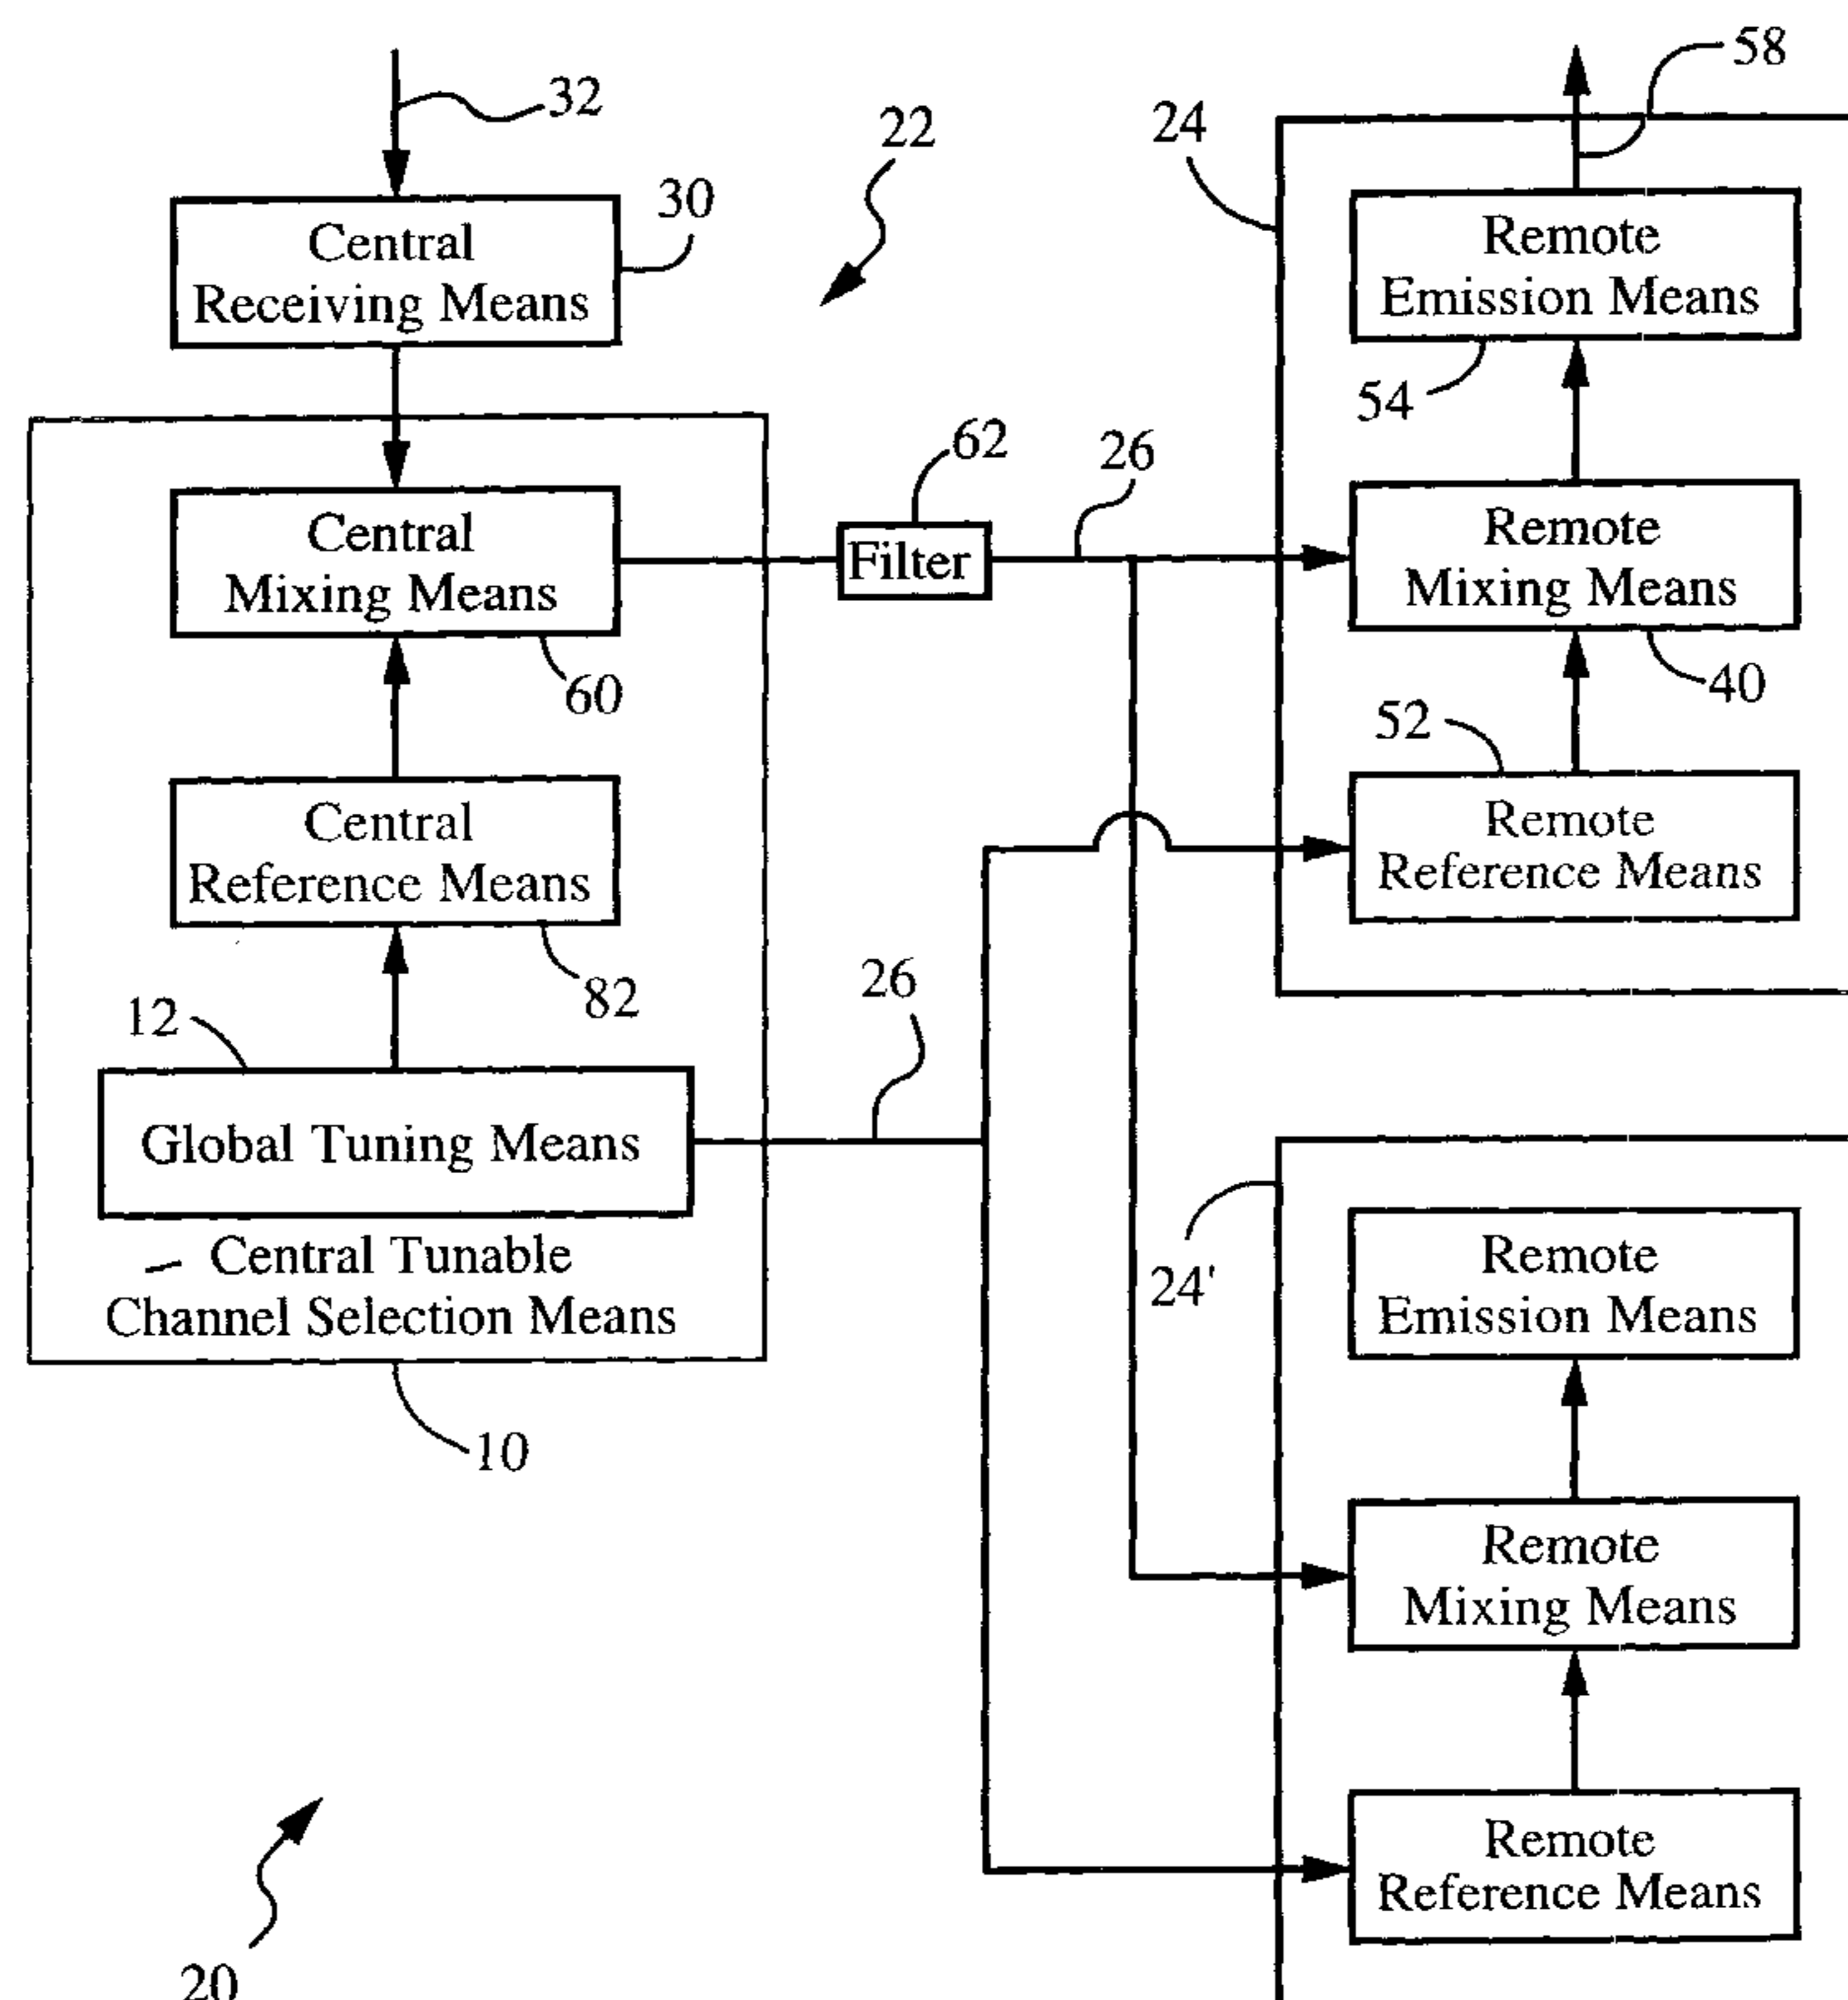 32
22
30
Central
Receiving Means
Central
Mixing Means
60
Central
Reference Means
82
12
Global Tuning Means
Central Tunable
Channel Selection Means
10
62
Filter
26
26
58
24
Remote
Emission Means
54
Remote
Mixing Means
40
52
Remote
Reference Means
24'
Remote
Emission Means
Remote
Mixing Means
Remote
Reference Means
20